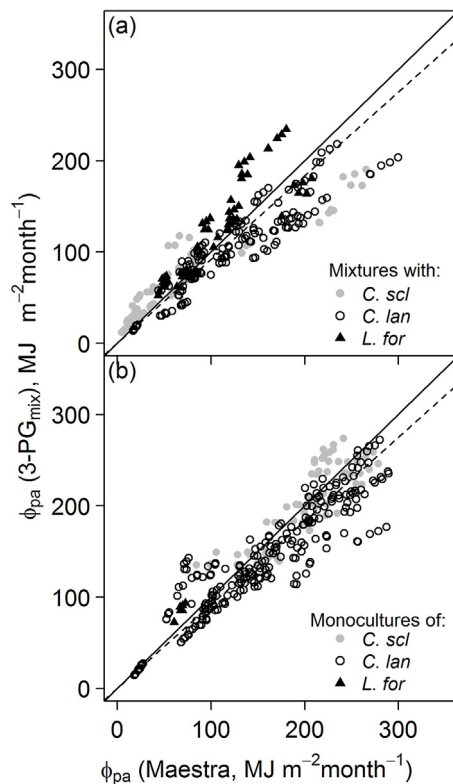 (a)
300
200
100
0
Mixtures with:
C. scl
C. lan
L. for
ϕpa (3-PGmix), MJ m−2month−1)
(b)
300
200
100
0
Monocultures of:
C. scl
C. lan
L. for
0 100 200 300
ϕpa (Maestra, MJ m−2month−1)